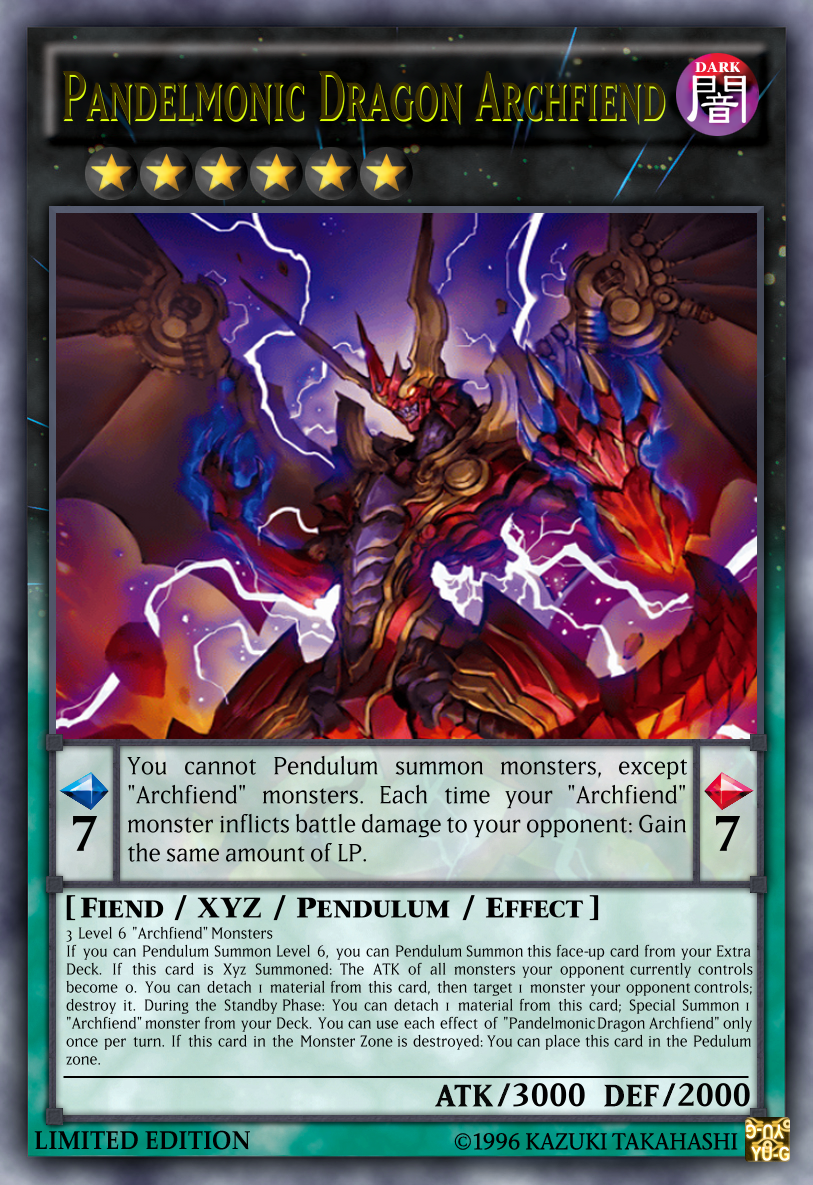 Pandelmonic Dragon Archfiend
DARK
闇
You cannot Pendulum summon monsters, except
"Archfiend" monsters. Each time your "Archfiend"
monster inflicts battle damage to your opponent: Gain
the same amount of LP.
7
7
[ Fiend / XYZ / Pendulum / Effect ]
3 Level 6 "Archfiend" Monsters
If you can Pendulum Summon Level 6, you can Pendulum Summon this face-up card from your Extra
Deck. If this card is Xyz Summoned: The ATK of all monsters your opponent currently controls
become 0. You can detach 1 material from this card, then target 1 monster your opponent controls;
destroy it. During the Standby Phase: You can detach 1 material from this card; Special Summon 1
"Archfiend" monster from your Deck. You can use each effect of "Pandelmonic Dragon Archfiend" only
once per turn. If this card in the Monster Zone is destroyed: You can place this card in the Pedulum
zone.
ATK/3000 DEF/2000
LIMITED EDITION
©1996 KAZUKI TAKAHASHI